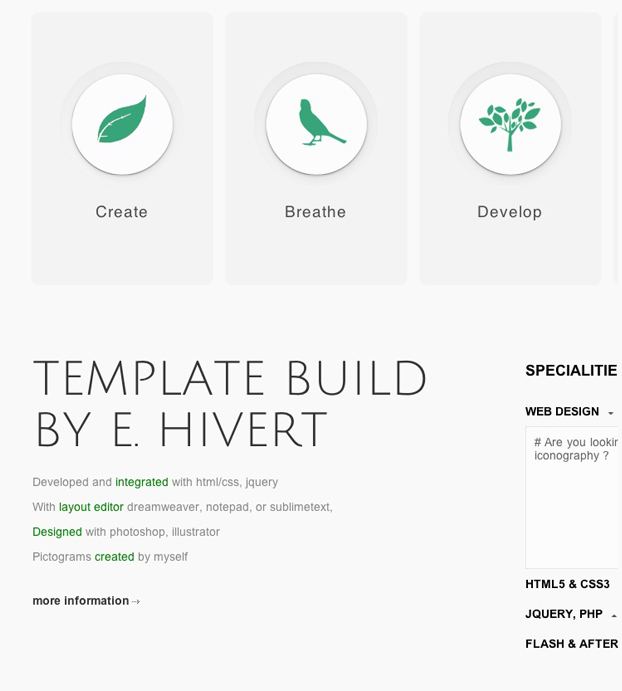 Create
Breathe
Develop
TEMPLATE BUILD
BY E. HIVERT
Developed and integrated with html/css, jquery
With layout editor dreamweaver, notepad, or sublimetext,
Designed with photoshop, illustrator
Pictograms created by myself
more information→
SPECIALITIE
WEB DESIGN
# Are you lookin
iconography ?
HTML5 & CSS3
JQUERY, PHP
FLASH & AFTER